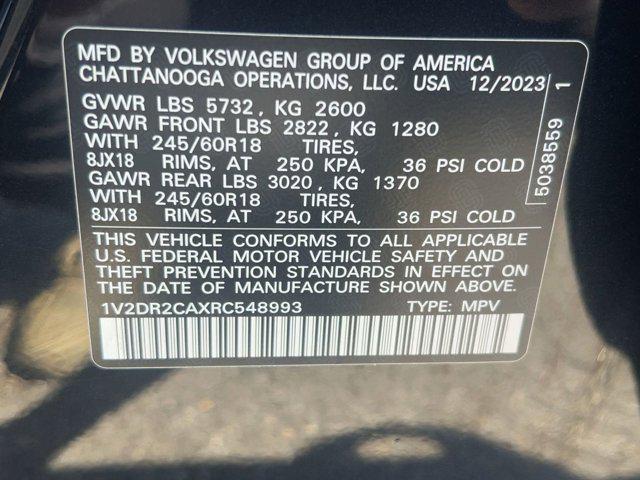 MFD BY VOLKSWAGEN GROUP OF AMERICA
CHATTANOOGA OPERATIONS, LLC. USA 12/2023
GVWR LBS 5732, KG 2600
GAWR FRONT LBS 2822, KG 1280
WITH 245/60R18 TIRES,
8JX18 RIMS, AT 250 KPA, 36 PSI COLD
GAWR REAR LBS 3020, KG 1370
WITH 245/60R18 TIRES,
8JX18 RIMS, AT 250 KPA, 36 PSI COLD
5038559 1
THIS VEHICLE CONFORMS TO ALL APPLICABLE
U.S. FEDERAL MOTOR VEHICLE SAFETY AND
THEFT PREVENTION STANDARDS IN EFFECT ON
THE DATE OF MANUFACTURE SHOWN ABOVE.
1V2DR2CAXRC548993 TYPE: MPV